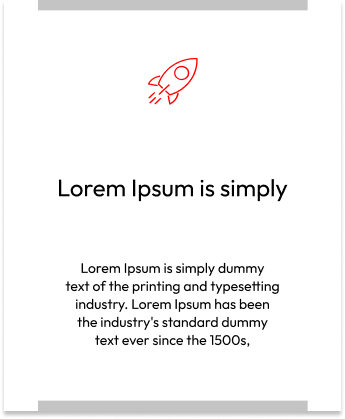 Lorem Ipsum is simply
Lorem Ipsum is simply dummy
text of the printing and typesetting
industry. Lorem Ipsum has been
the industry's standard dummy
text ever since the 1500s,